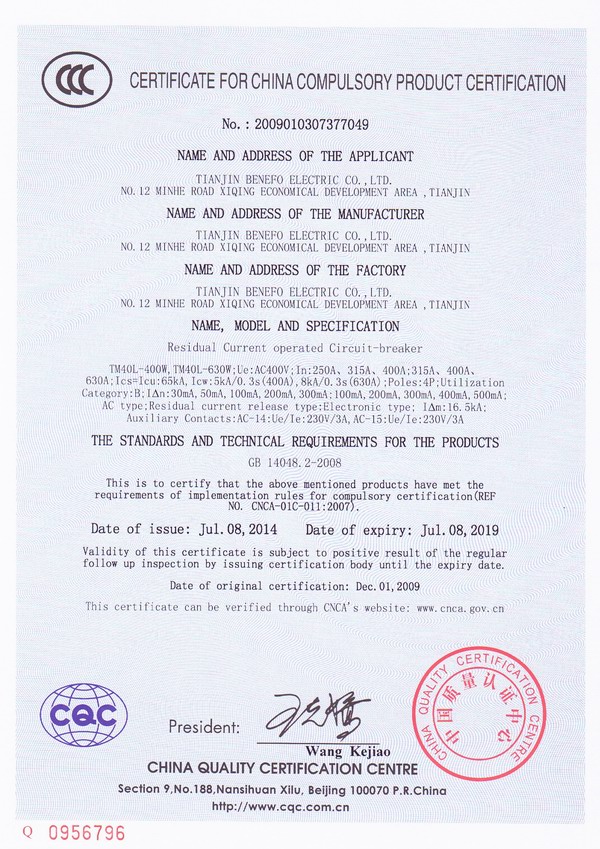 CCC
CERTIFICATE FOR CHINA COMPULSORY PRODUCT CERTIFICATION
No. : 2009010307377049
NAME AND ADDRESS OF THE APPLICANT
TIANJIN BENEFO ELECTRIC CO.,LTD.
NO.12 MINHE ROAD XIQING ECONOMICAL DEVELOPMENT AREA ,TIANJIN
NAME AND ADDRESS OF THE MANUFACTURER
TIANJIN BENEFO ELECTRIC CO.,LTD.
NO.12 MINHE ROAD XIQING ECONOMICAL DEVELOPMENT AREA ,TIANJIN
NAME AND ADDRESS OF THE FACTORY
TIANJIN BENEFO ELECTRIC CO.,LTD.
NO.12 MINHE ROAD XIQING ECONOMICAL DEVELOPMENT AREA ,TIANJIN
NAME, MODEL AND SPECIFICATION
Residual Current operated Circuit-breaker
TM40L-400W,TM40L-630W;Ue:AC400V;In:250A、315A、400A;315A、400A、
630A;Ics=Icu:65kA,Icw:5kA/0.3s(400A),8kA/0.3s(630A);Poles:4P;Utilization
Category:B;IΔn:30mA,50mA,100mA,200mA,300mA;100mA,200mA,300mA,400mA,500mA;
AC type;Residual current release type:Electronic type; IΔm:16.5kA;
Auxiliary Contacts:AC-14:Ue/Ie:230V/3A,AC-15:Ue/Ie:230V/3A
THE STANDARDS AND TECHNICAL REQUIREMENTS FOR THE PRODUCTS
GB 14048.2-2008
This is to certify that the above mentioned products have met the
requirements of implementation rules for compulsory certification(REF
NO. CNCA-01C-011:2007).
Date of issue: Jul.08,2014 Date of expiry: Jul.08,2019
Validity of this certificate is subject to positive result of the regular
follow up inspection by issuing certification body until the expiry date.
Date of original certification: Dec.01,2009
This certificate can be verified through CNCA's website: www.cnca.gov.cn
CQC
President:
王克娇
Wang Kejiao
CHINA QUALITY CERTIFICATION CENTRE
中国质量认证中心
CHINA QUALITY CERTIFICATION CENTRE
Section 9,No.188,Nansihuan Xilu, Beijing 100070 P.R.China
http://www.cqc.com.cn
Q 0956796